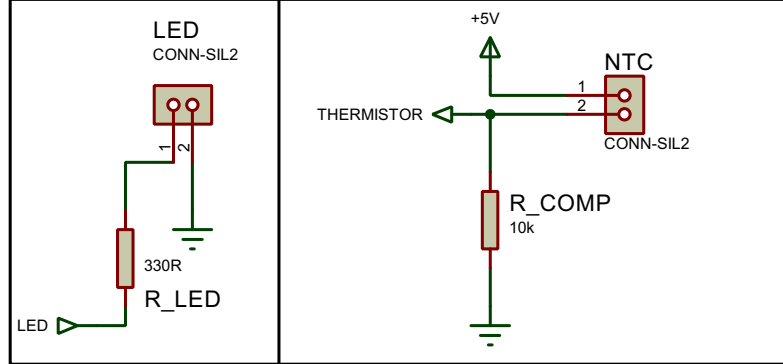 LED
CONN-SIL2
1
2
330R
R_LED
LED
+5V
NTC
1
2
THERMISTOR
CONN-SIL2
R_COMP
10k